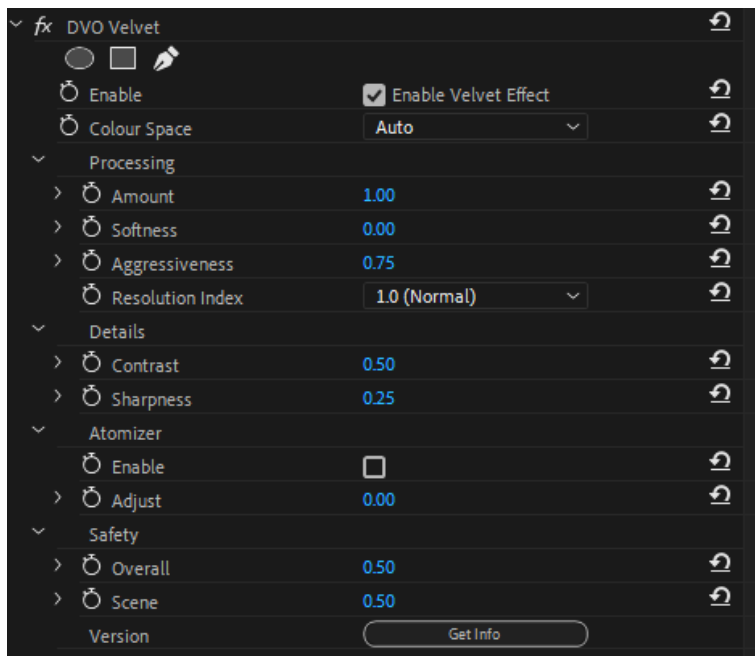 fx DVO Velvet
Enable Enable Velvet Effect
Colour Space Auto
Processing
Amount 1.00
Softness 0.00
Aggressiveness 0.75
Resolution Index 1.0 (Normal)
Details
Contrast 0.50
Sharpness 0.25
Atomizer
Enable
Adjust 0.00
Safety
Overall 0.50
Scene 0.50
Version Get Info